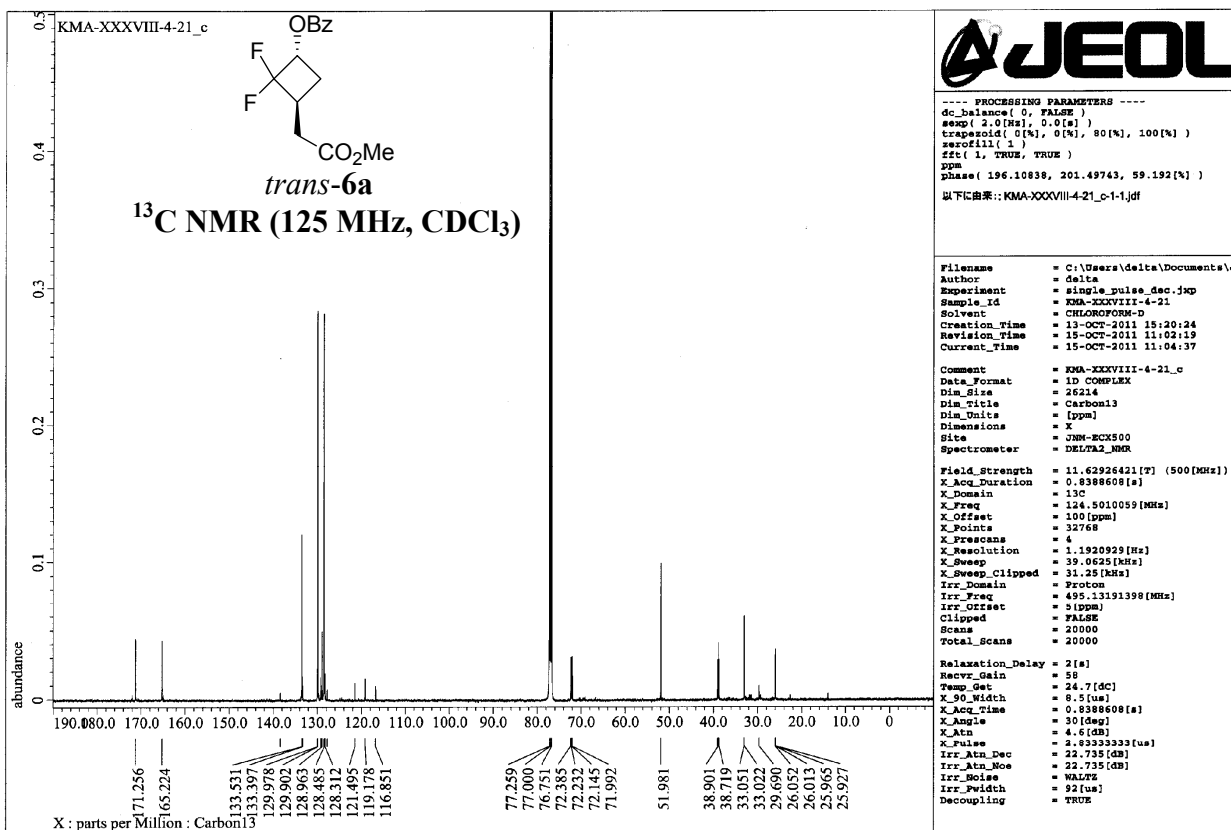 KMA-XXXVIII-4-21_c
OBz
F
F
CO2Me
trans-6a
13C NMR (125 MHz, CDCl3)
abundance
0.5
0.4
0.3
0.2
0.1
0
190.0 180.0 170.0 160.0 150.0 140.0 130.0 120.0 110.0 100.0 90.0 80.0 70.0 60.0 50.0 40.0 30.0 20.0 10.0 0
171.256
165.224
133.531
133.397
129.978
129.902
128.963
128.485
128.312
121.495
119.178
116.851
77.259
77.000
76.751
72.385
72.232
72.145
71.992
51.981
38.901
38.719
33.051
33.022
29.690
26.052
26.013
25.965
25.927
X : parts per Million : Carbon13
JEOL
---- PROCESSING PARAMETERS ----
dc_balance( 0, FALSE )
sexp( 2.0[Hz], 0.0[s] )
trapezoid( 0[%], 0[%], 80[%], 100[%] )
zerofill( 1 )
fft( 1, TRUE, TRUE )
ppm
phase( 196.10838, 201.49743, 59.192[%] )
以下に由来:: KMA-XXXVIII-4-21_c-1-1.jdf
Filename = C:\Users\delta\Documents\
Author = delta
Experiment = single_pulse_dec.jxp
Sample_Id = KMA-XXXVIII-4-21
Solvent = CHLOROFORM-D
Creation_Time = 13-OCT-2011 15:20:24
Revision_Time = 15-OCT-2011 11:02:19
Current_Time = 15-OCT-2011 11:04:37
Comment = KMA-XXXVIII-4-21_c
Data_Format = 1D COMPLEX
Dim_Size = 26214
Dim_Title = Carbon13
Dim_Units = [ppm]
Dimensions = X
Site = JNM-ECX500
Spectrometer = DELTA2_NMR
Field_Strength = 11.62926421[T] (500[MHz])
X_Acq_Duration = 0.8388608[s]
X_Domain = 13C
X_Freq = 124.5010059[MHz]
X_Offset = 100[ppm]
X_Points = 32768
X_Prescans = 4
X_Resolution = 1.1920929[Hz]
X_Sweep = 39.0625[kHz]
X_Sweep_Clipped = 31.25[kHz]
Irr_Domain = Proton
Irr_Freq = 495.13191398[MHz]
Irr_Offset = 5[ppm]
Clipped = FALSE
Scans = 20000
Total_Scans = 20000
Relaxation_Delay = 2[s]
Recvr_Gain = 58
Temp_Get = 24.7[dC]
X_90_Width = 8.5[us]
X_Acq_Time = 0.8388608[s]
X_Angle = 30[deg]
X_Atn = 4.6[dB]
X_Pulse = 2.83333333[us]
Irr_Atn_Dec = 22.735[dB]
Irr_Atn_Noe = 22.735[dB]
Irr_Noise = WALTZ
Irr_Pwidth = 92[us]
Decoupling = TRUE